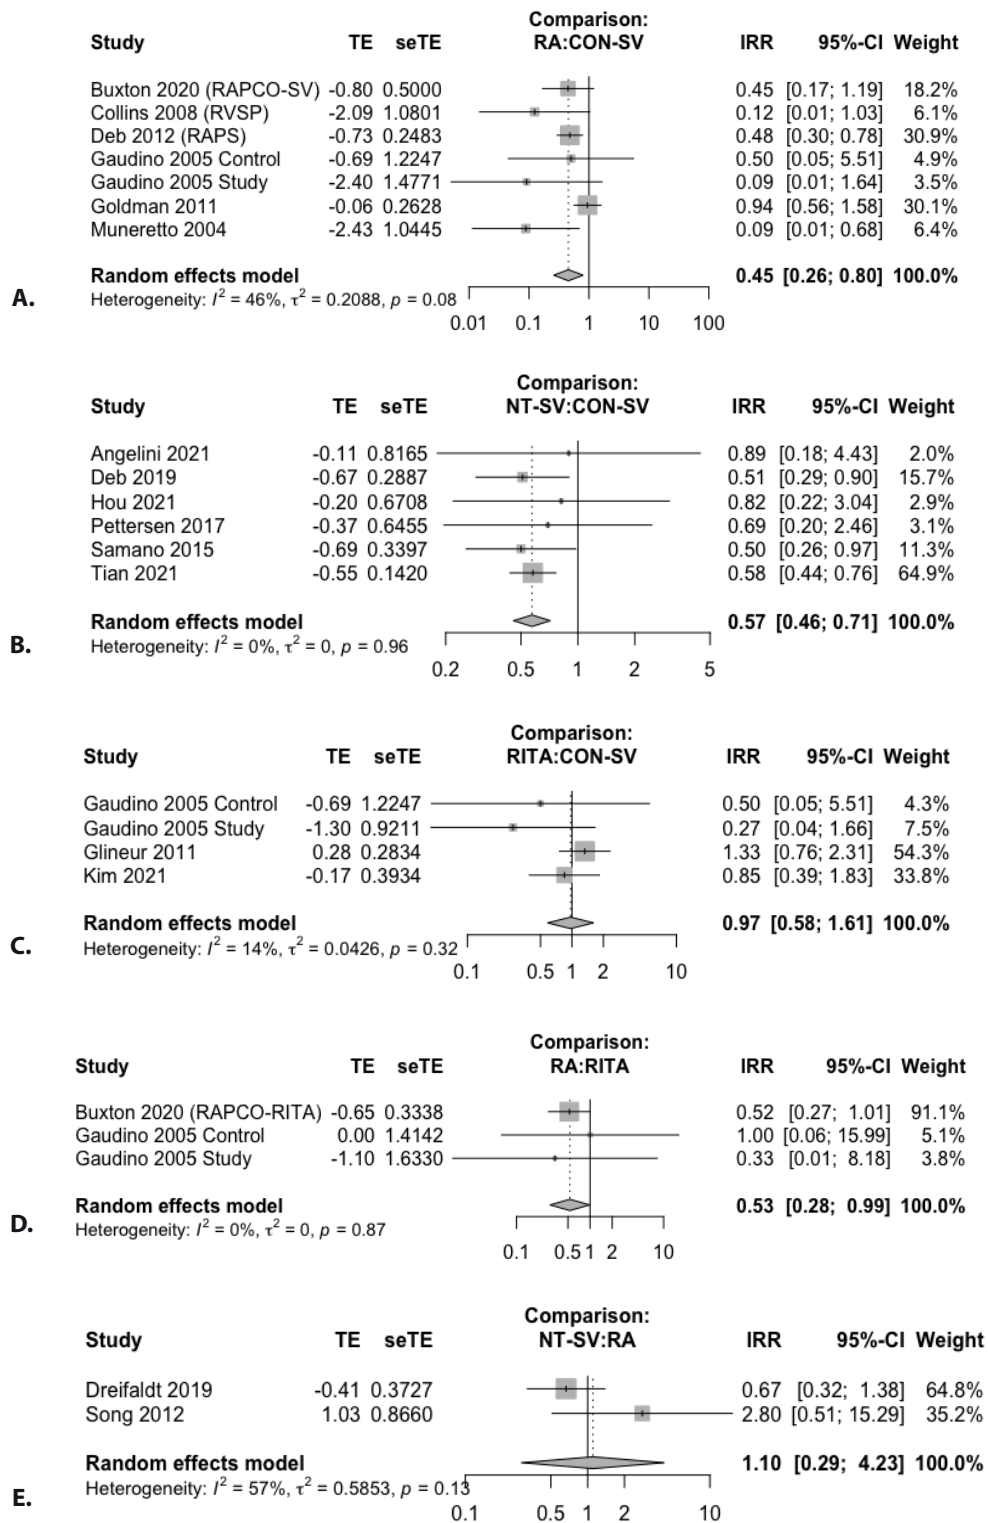 Comparison:
Study TE seTE RA:CON-SV IRR 95%-CI Weight
Buxton 2020 (RAPCO-SV) -0.80 0.5000 0.45 [0.17; 1.19] 18.2%
Collins 2008 (RVSP) -2.09 1.0801 0.12 [0.01; 1.03] 6.1%
Deb 2012 (RAPS) -0.73 0.2483 0.48 [0.30; 0.78] 30.9%
Gaudino 2005 Control -0.69 1.2247 0.50 [0.05; 5.51] 4.9%
Gaudino 2005 Study -2.40 1.4771 0.09 [0.01; 1.64] 3.5%
Goldman 2011 -0.06 0.2628 0.94 [0.56; 1.58] 30.1%
Muneretto 2004 -2.43 1.0445 0.09 [0.01; 0.68] 6.4%
Random effects model 0.45 [0.26; 0.80] 100.0%
A. Heterogeneity: I² = 46%, τ² = 0.2088, p = 0.08
0.01 0.1 1 10 100
Comparison:
Study TE seTE NT-SV:CON-SV IRR 95%-CI Weight
Angelini 2021 -0.11 0.8165 0.89 [0.18; 4.43] 2.0%
Deb 2019 -0.67 0.2887 0.51 [0.29; 0.90] 15.7%
Hou 2021 -0.20 0.6708 0.82 [0.22; 3.04] 2.9%
Pettersen 2017 -0.37 0.6455 0.69 [0.20; 2.46] 3.1%
Samano 2015 -0.69 0.3397 0.50 [0.26; 0.97] 11.3%
Tian 2021 -0.55 0.1420 0.58 [0.44; 0.76] 64.9%
Random effects model 0.57 [0.46; 0.71] 100.0%
B. Heterogeneity: I² = 0%, τ² = 0, p = 0.96
0.2 0.5 1 2 5
Comparison:
Study TE seTE RITA:CON-SV IRR 95%-CI Weight
Gaudino 2005 Control -0.69 1.2247 0.50 [0.05; 5.51] 4.3%
Gaudino 2005 Study -1.30 0.9211 0.27 [0.04; 1.66] 7.5%
Glineur 2011 0.28 0.2834 1.33 [0.76; 2.31] 54.3%
Kim 2021 -0.17 0.3934 0.85 [0.39; 1.83] 33.8%
Random effects model 0.97 [0.58; 1.61] 100.0%
C. Heterogeneity: I² = 14%, τ² = 0.0426, p = 0.32
0.1 0.5 1 2 10
Comparison:
Study TE seTE RA:RITA IRR 95%-CI Weight
Buxton 2020 (RAPCO-RITA) -0.65 0.3338 0.52 [0.27; 1.01] 91.1%
Gaudino 2005 Control 0.00 1.4142 1.00 [0.06; 15.99] 5.1%
Gaudino 2005 Study -1.10 1.6330 0.33 [0.01; 8.18] 3.8%
Random effects model 0.53 [0.28; 0.99] 100.0%
D. Heterogeneity: I² = 0%, τ² = 0, p = 0.87
0.1 0.5 1 2 10
Comparison:
Study TE seTE NT-SV:RA IRR 95%-CI Weight
Dreifaldt 2019 -0.41 0.3727 0.67 [0.32; 1.38] 64.8%
Song 2012 1.03 0.8660 2.80 [0.51; 15.29] 35.2%
Random effects model 1.10 [0.29; 4.23] 100.0%
E. Heterogeneity: I² = 57%, τ² = 0.5853, p = 0.13
0.1 0.5 1 2 10